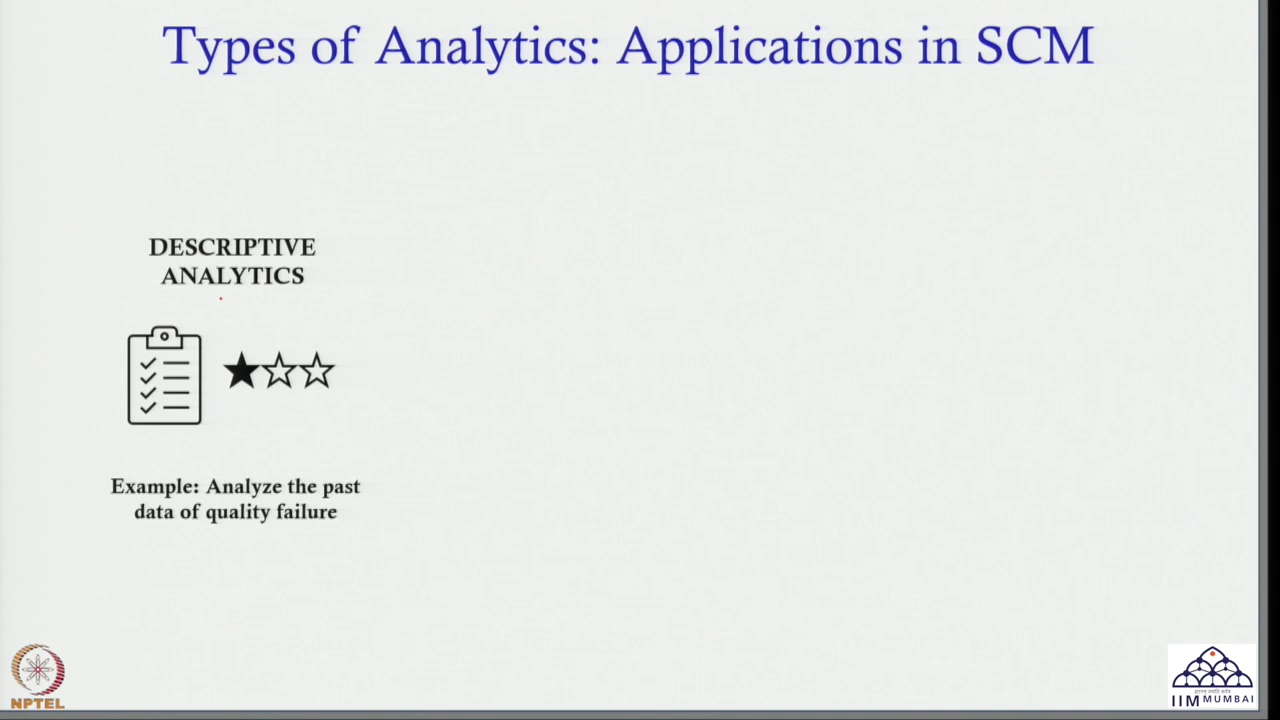 Types of Analytics: Applications in SCM
DESCRIPTIVE
ANALYTICS
Example: Analyze the past
data of quality failure
NPTEL
IIM MUMBAI